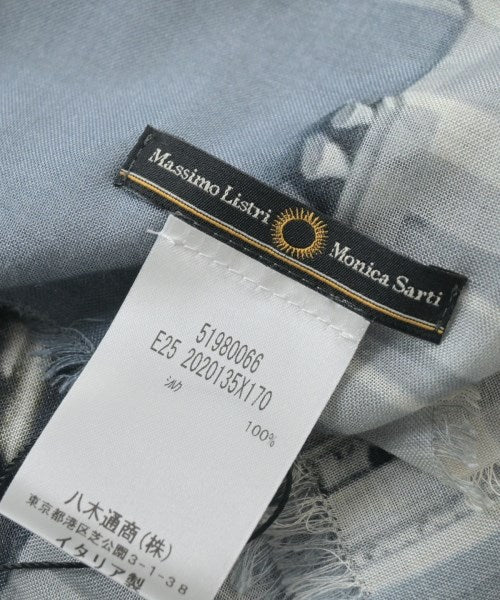 Massimo Listri Monica Sarti
51980066
E25 2020135X170
シルク
100%
八木通商(株)
東京都港区芝公園3-1-38
イタリア製